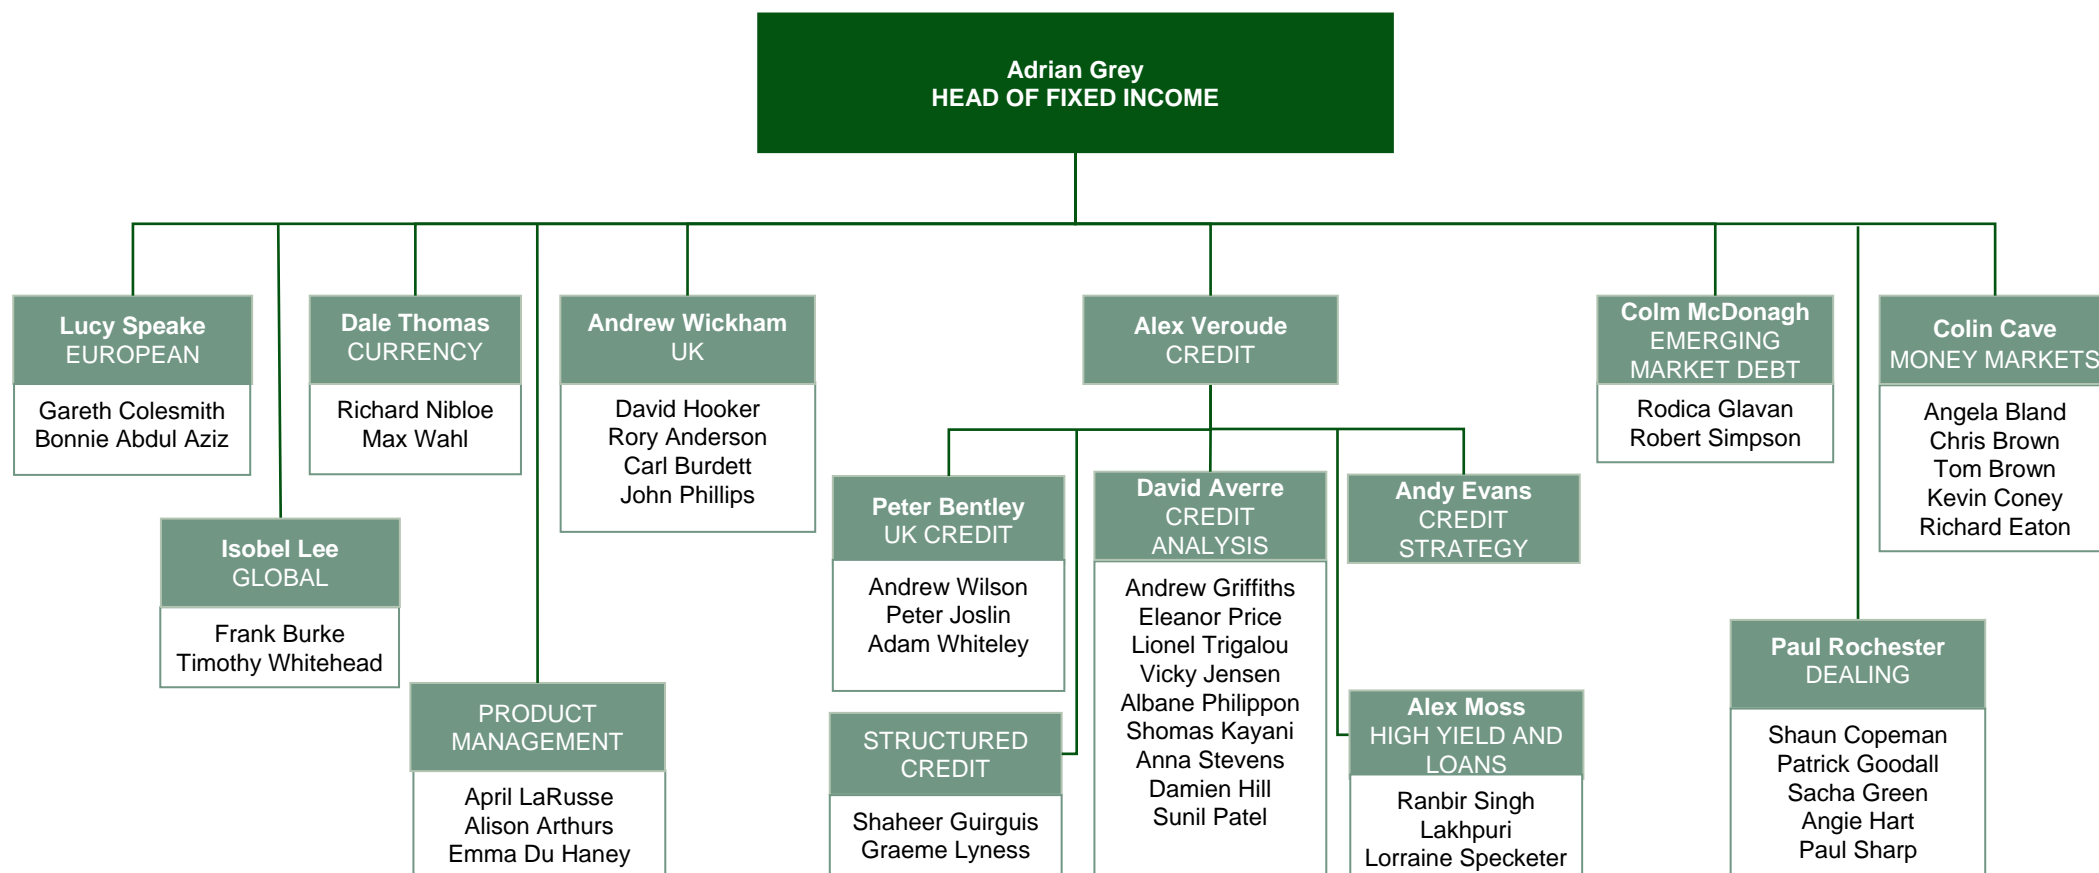 Adrian Grey
HEAD OF FIXED INCOME
Lucy Speake
EUROPEAN
Gareth Colesmith
Bonnie Abdul Aziz
Isobel Lee
GLOBAL
Frank Burke
Timothy Whitehead
Dale Thomas
CURRENCY
Richard Nibloe
Max Wahl
PRODUCT
MANAGEMENT
April LaRusse
Alison Arthurs
Emma Du Haney
Andrew Wickham
UK
David Hooker
Rory Anderson
Carl Burdett
John Phillips
Alex Veroude
CREDIT
Peter Bentley
UK CREDIT
Andrew Wilson
Peter Joslin
Adam Whiteley
STRUCTURED
CREDIT
Shaheer Guirguis
Graeme Lyness
David Averre
CREDIT
ANALYSIS
Andrew Griffiths
Eleanor Price
Lionel Trigalou
Vicky Jensen
Albane Philippon
Shomas Kayani
Anna Stevens
Damien Hill
Sunil Patel
Andy Evans
CREDIT
STRATEGY
Alex Moss
HIGH YIELD AND
LOANS
Ranbir Singh
Lakhpuri
Lorraine Specketer
Colm McDonagh
EMERGING
MARKET DEBT
Rodica Glavan
Robert Simpson
Paul Rochester
DEALING
Shaun Copeman
Patrick Goodall
Sacha Green
Angie Hart
Paul Sharp
Colin Cave
MONEY MARKETS
Angela Bland
Chris Brown
Tom Brown
Kevin Coney
Richard Eaton